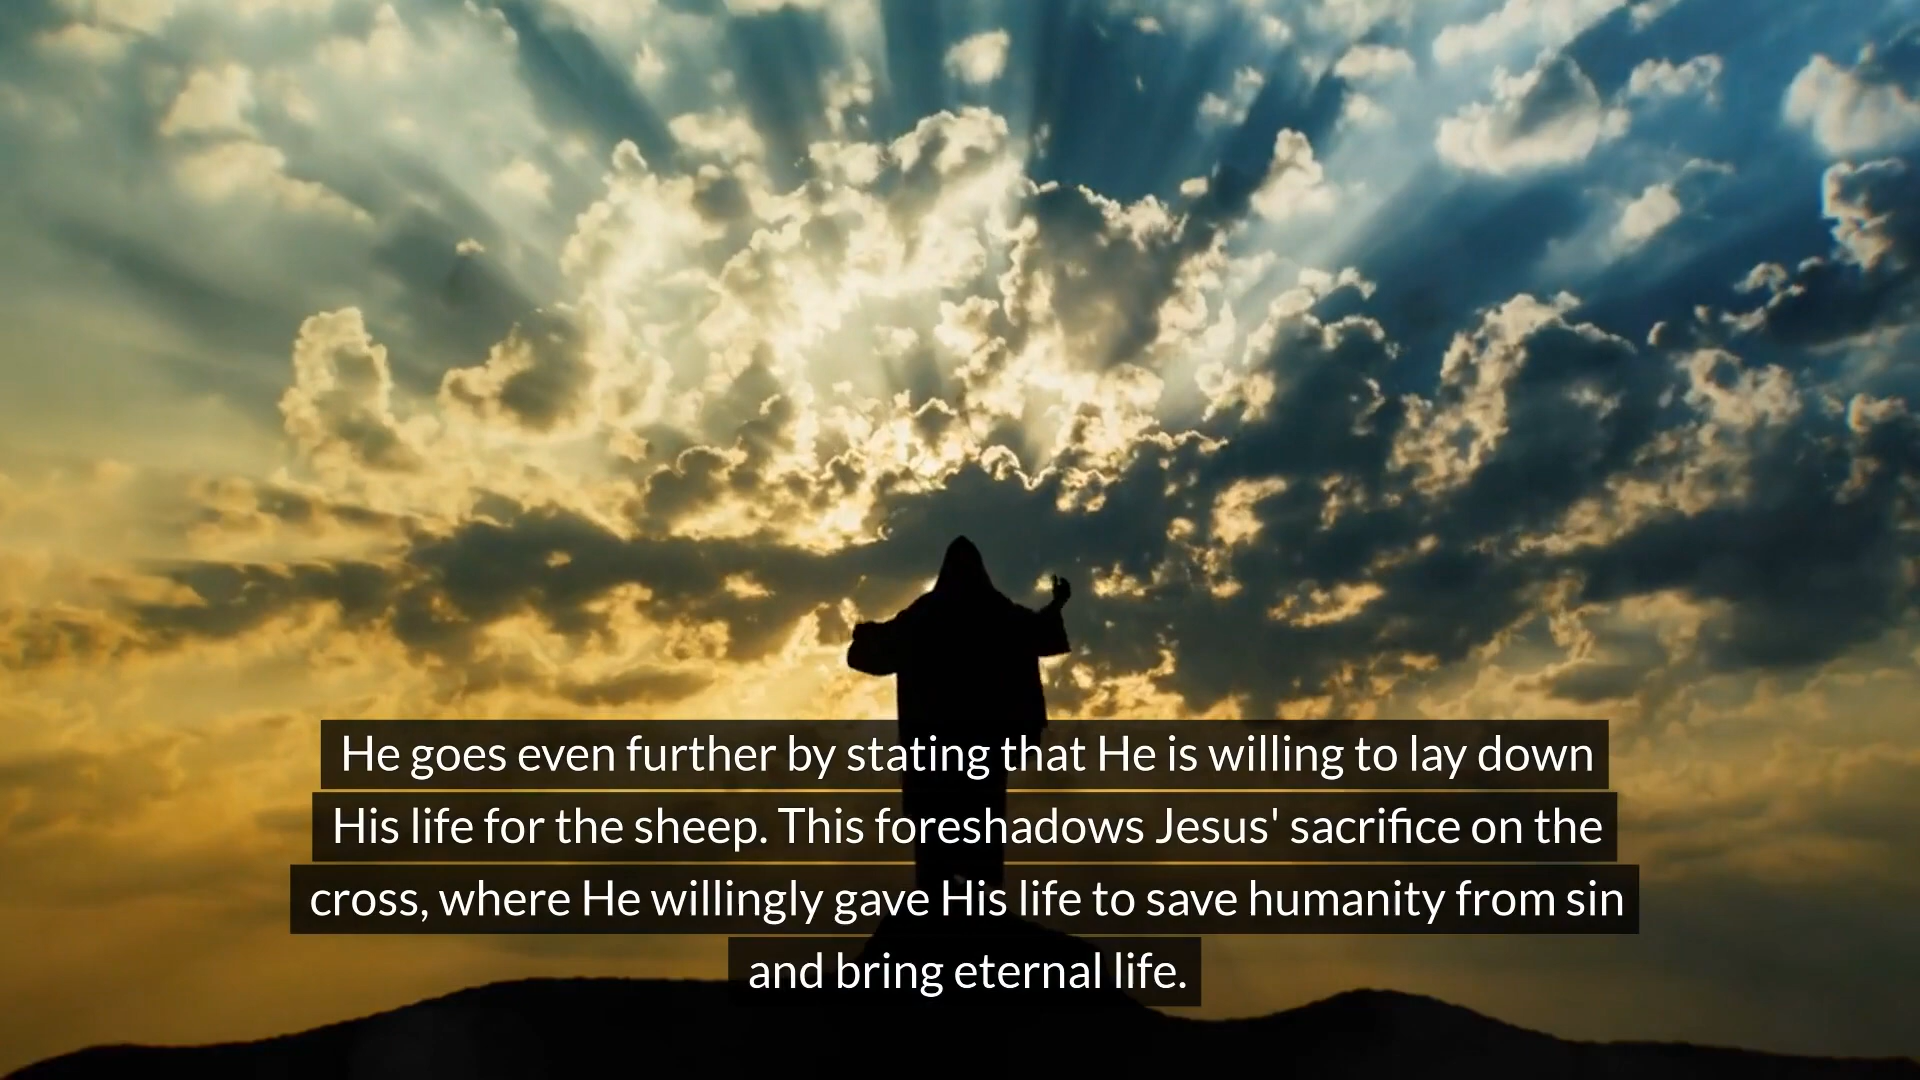 He goes even further by stating that He is willing to lay down
His life for the sheep. This foreshadows Jesus' sacrifice on the
cross, where He willingly gave His life to save humanity from sin
and bring eternal life.